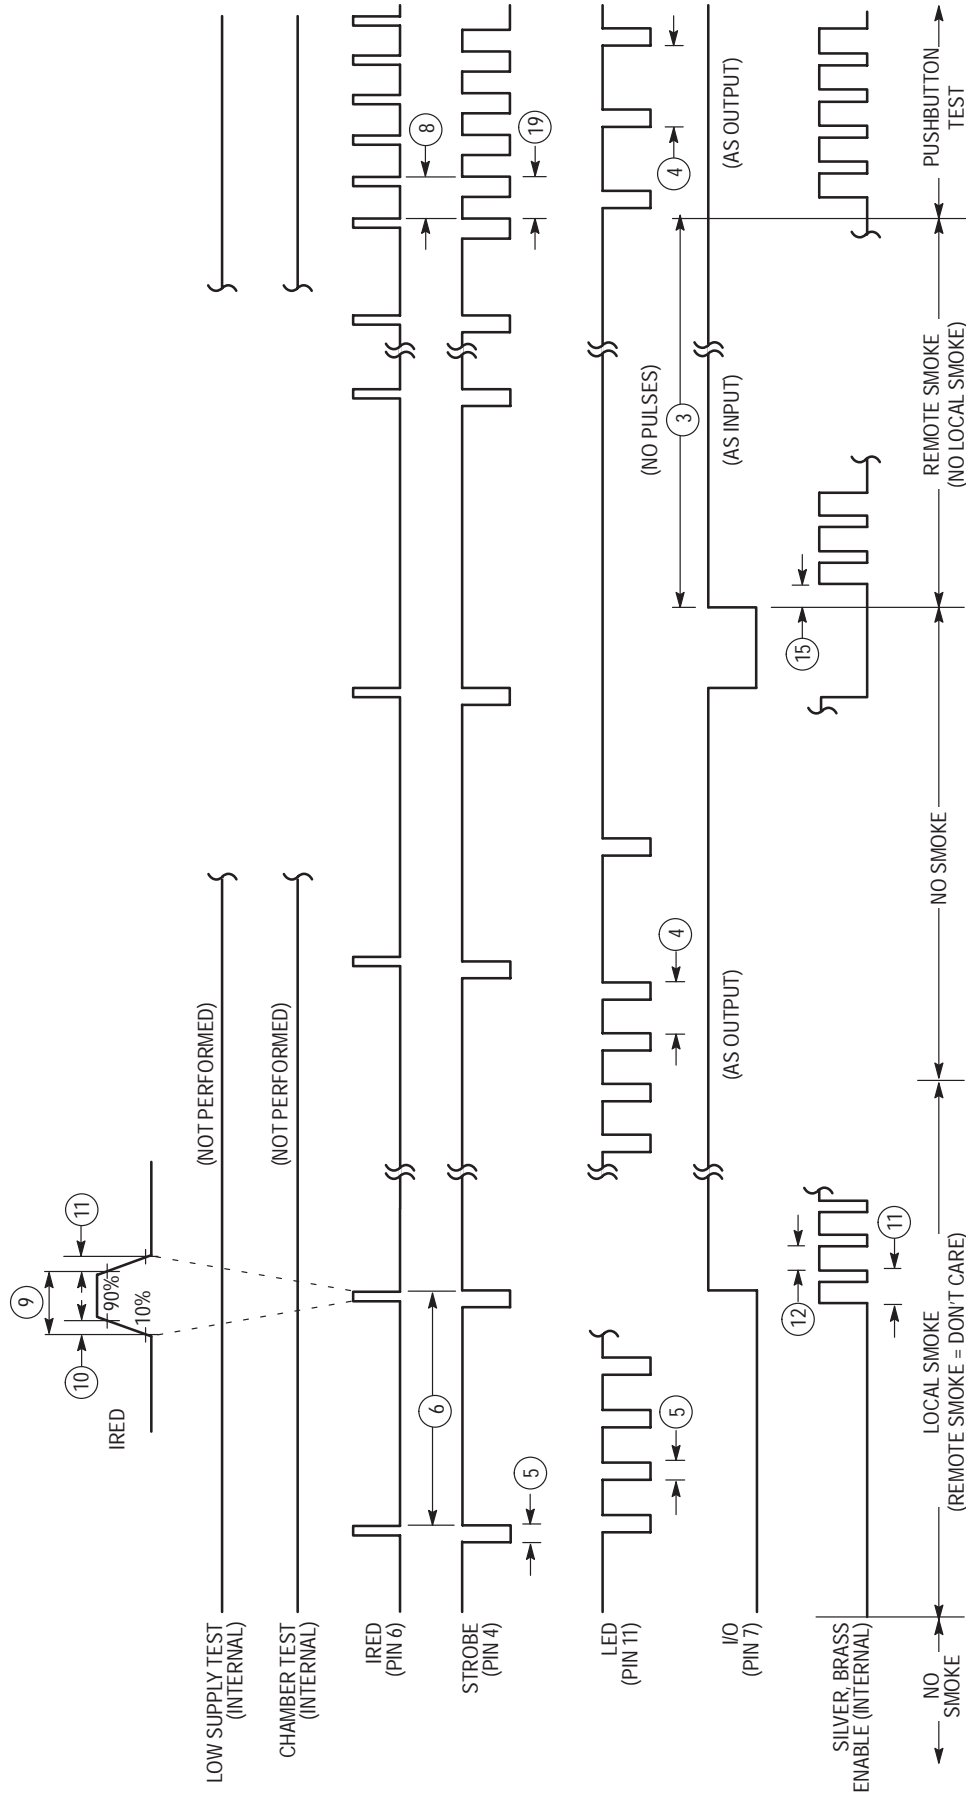 IRED
9
10
11
90%
10%
LOW SUPPLY TEST
(INTERNAL)
(NOT PERFORMED)
CHAMBER TEST
(INTERNAL)
(NOT PERFORMED)
IRED
(PIN 6)
6
8
STROBE
(PIN 4)
5
19
LED
(PIN 11)
5
4
(NO PULSES)
3
4
I/O
(PIN 7)
(AS OUTPUT)
(AS INPUT)
(AS OUTPUT)
SILVER, BRASS
ENABLE (INTERNAL)
12
11
15
NO
SMOKE
LOCAL SMOKE
(REMOTE SMOKE = DON'T CARE)
NO SMOKE
REMOTE SMOKE
(NO LOCAL SMOKE)
PUSHBUTTON
TEST